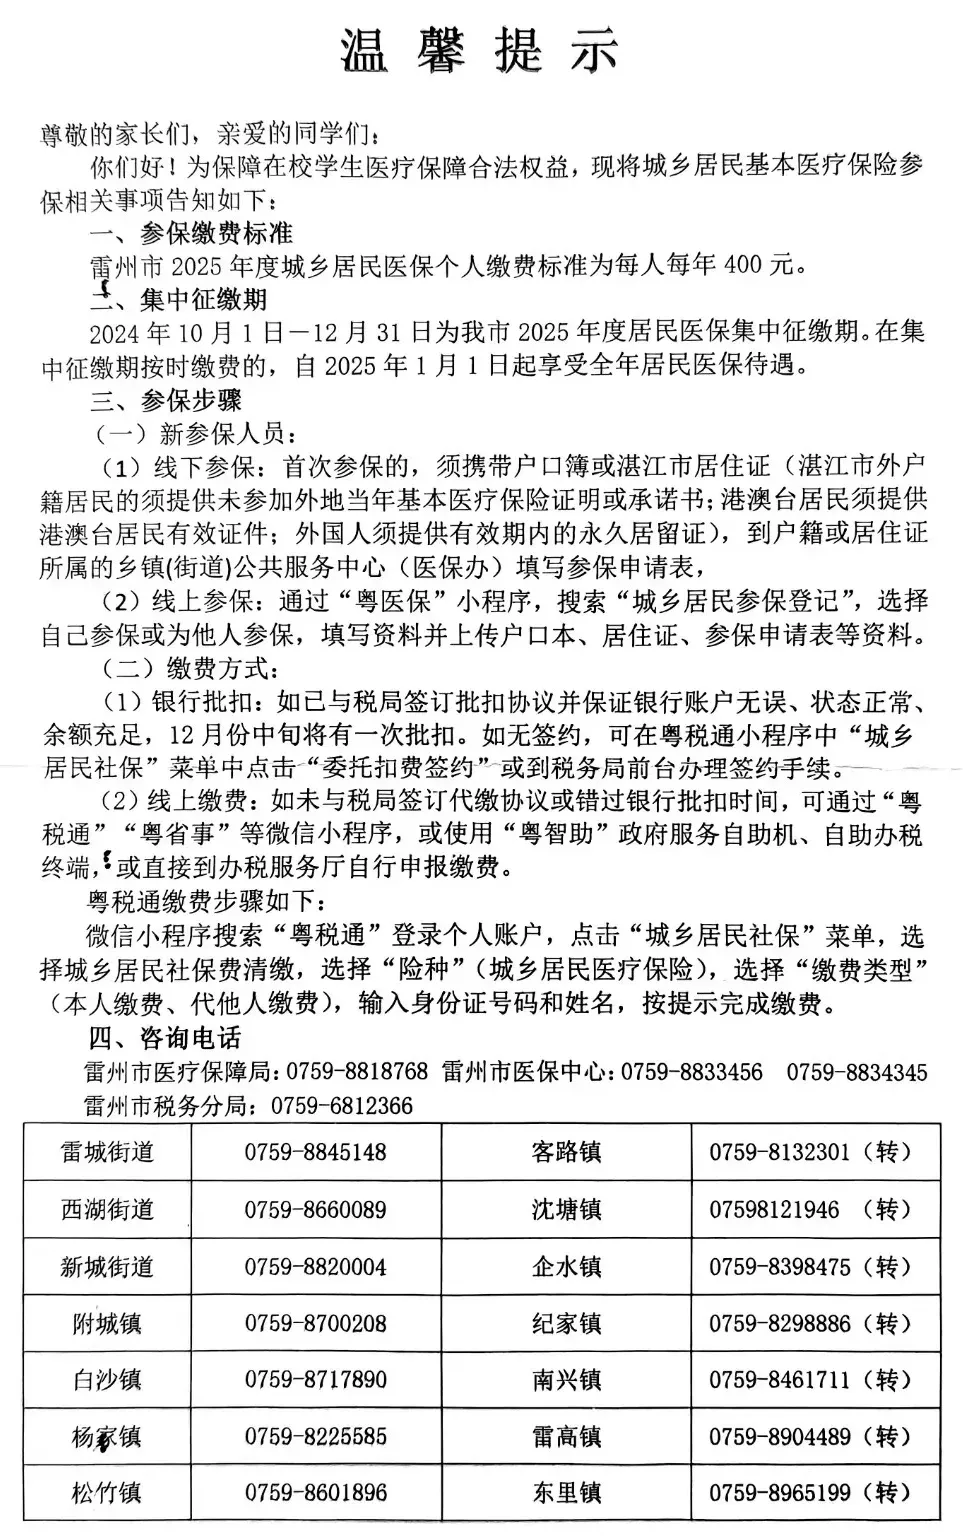 温馨提示
尊敬的家长们，亲爱的同学们：
你们好！为保障在校学生医疗保障合法权益，现将城乡居民基本医疗保险参
保相关事项告知如下：
一、参保缴费标准
雷州市 2025 年度城乡居民医保个人缴费标准为每人每年 400 元。
二、集中征缴期
2024 年 10 月 1 日－12 月 31 日为我市 2025 年度居民医保集中征缴期。在集
中征缴期按时缴费的，自 2025 年 1 月 1 日起享受全年居民医保待遇。
三、参保步骤
（一）新参保人员：
（1）线下参保：首次参保的，须携带户口簿或湛江市居住证（湛江市外户
籍居民的须提供未参加外地当年基本医疗保险证明或承诺书；港澳台居民须提供
港澳台居民有效证件；外国人须提供有效期内的永久居留证），到户籍或居住证
所属的乡镇(街道)公共服务中心（医保办）填写参保申请表，
（2）线上参保：通过“粤医保”小程序，搜索“城乡居民参保登记”，选择
自己参保或为他人参保，填写资料并上传户口本、居住证、参保申请表等资料。
（二）缴费方式：
（1）银行批扣：如已与税局签订批扣协议并保证银行账户无误、状态正常、
余额充足，12 月份中旬将有一次批扣。如无签约，可在粤税通小程序中“城乡
居民社保”菜单中点击“委托扣费签约”或到税务局前台办理签约手续。
（2）线上缴费：如未与税局签订代缴协议或错过银行批扣时间，可通过“粤
税通”“粤省事”等微信小程序，或使用“粤智助”政府服务自助机、自助办税
终端，或直接到办税服务厅自行申报缴费。
粤税通缴费步骤如下：
微信小程序搜索“粤税通”登录个人账户，点击“城乡居民社保”菜单，选
择城乡居民社保费清缴，选择“险种”（城乡居民医疗保险），选择“缴费类型”
（本人缴费、代他人缴费），输入身份证号码和姓名，按提示完成缴费。
四、咨询电话
雷州市医疗保障局：0759-8818768 雷州市医保中心：0759-8833456 0759-8834345
雷州市税务分局：0759-6812366
雷城街道 0759-8845148 客路镇 0759-8132301（转）
西湖街道 0759-8660089 沈塘镇 07598121946 （转）
新城街道 0759-8820004 企水镇 0759-8398475（转）
附城镇 0759-8700208 纪家镇 0759-8298886（转）
白沙镇 0759-8717890 南兴镇 0759-8461711（转）
杨家镇 0759-8225585 雷高镇 0759-8904489（转）
松竹镇 0759-8601896 东里镇 0759-8965199（转）